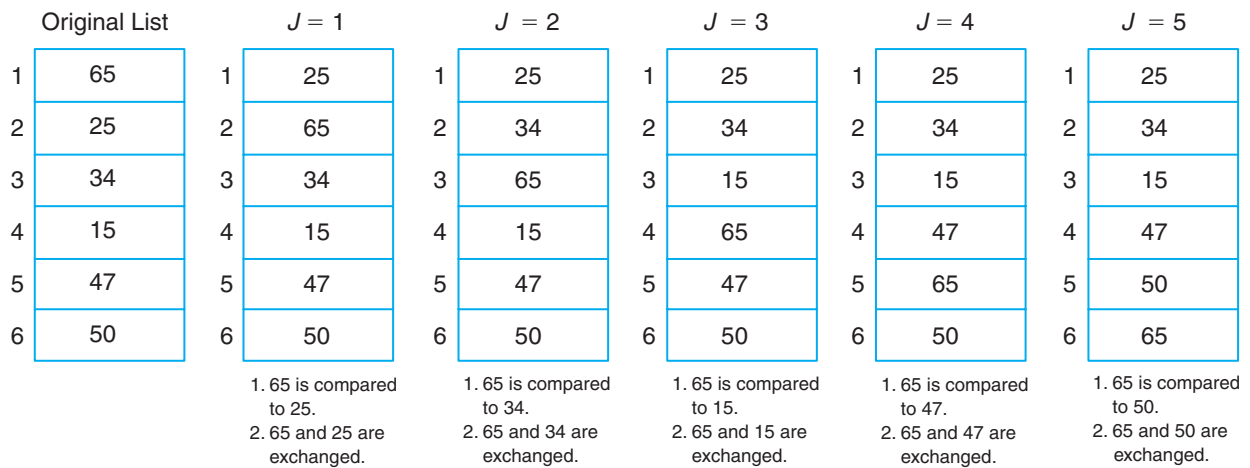 Original List J = 1 J = 2 J = 3 J = 4 J = 5
1 65 1 25 1 25 1 25 1 25 1 25
2 25 2 65 2 34 2 34 2 34 2 34
3 34 3 34 3 65 3 15 3 15 3 15
4 15 4 15 4 15 4 65 4 47 4 47
5 47 5 47 5 47 5 47 5 65 5 50
6 50 6 50 6 50 6 50 6 50 6 65
1. 65 is compared
to 25.
2. 65 and 25 are
exchanged.
1. 65 is compared
to 34.
2. 65 and 34 are
exchanged.
1. 65 is compared
to 15.
2. 65 and 15 are
exchanged.
1. 65 is compared
to 47.
2. 65 and 47 are
exchanged.
1. 65 is compared
to 50.
2. 65 and 50 are
exchanged.